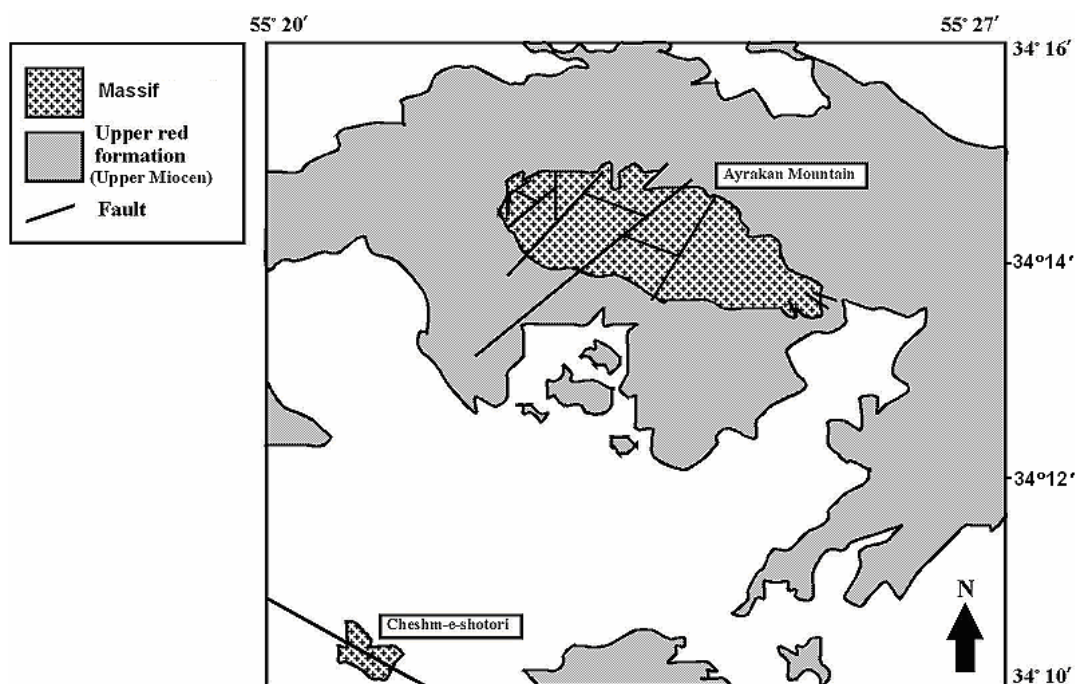 55° 20′
55° 27′
34° 16′
Massif
Upper red
formation
(Upper Miocen)
Fault
Ayrakan Mountain
34°14′
34°12′
N
Cheshm-e-shotori
34° 10′